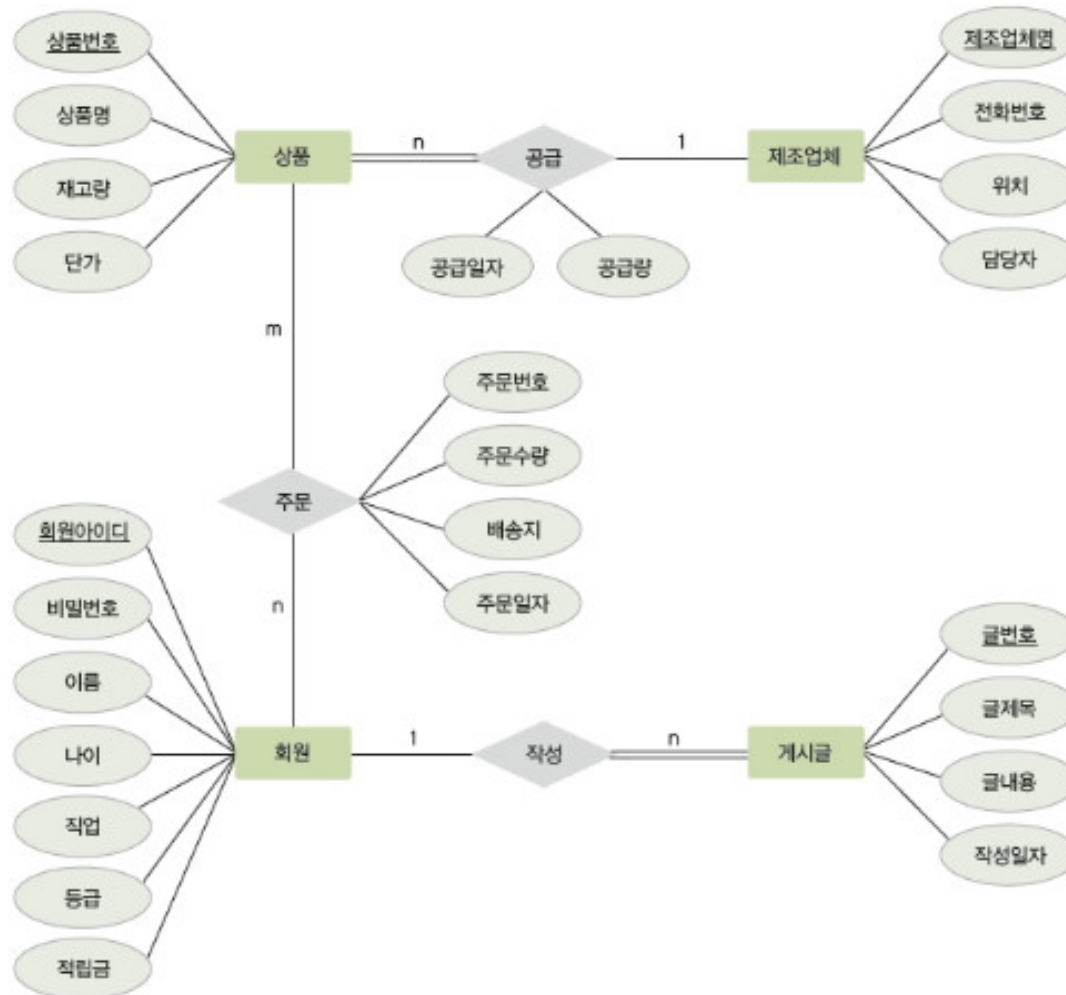 상품번호
상품명
재고량
단가
상품
n
공급
1
제조업체
제조업체명
전화번호
위치
담당자
공급일자
공급량
m
주문
주문번호
주문수량
배송지
주문일자
n
회원아이디
비밀번호
이름
나이
직업
등급
적립금
회원
1
작성
n
게시글
글번호
글제목
글내용
작성일자